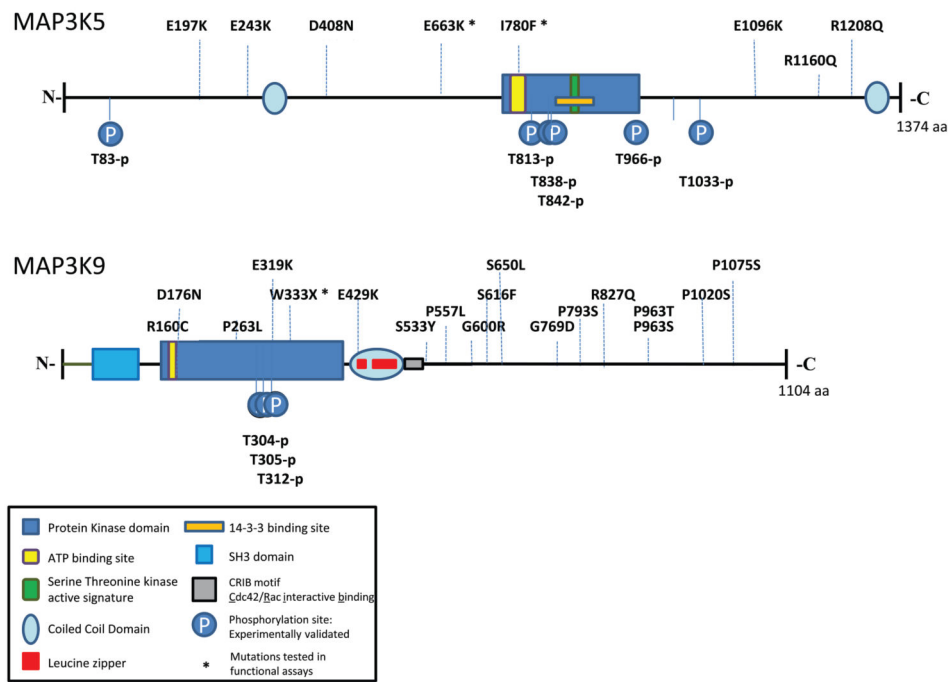 MAP3K5
E197K E243K D408N E663K * I780F * E1096K R1208Q
R1160Q
N- -C
1374 aa
P P P P P
T83-p T813-p T966-p T1033-p
T838-p
T842-p
MAP3K9
E319K S650L P1075S
D176N W333X * E429K S616F R827Q P1020S
R160C P263L S533Y P557L G600R G769D P793S P963T
P963S
N- -C
1104 aa
P
T304-p
T305-p
T312-p
Protein Kinase domain 14-3-3 binding site
ATP binding site SH3 domain
Serine Threonine kinase
active signature
CRIB motif
Cdc42/Rac interactive binding
Coiled Coil Domain
P Phosphorylation site:
Experimentally validated
Leucine zipper
* Mutations tested in
functional assays